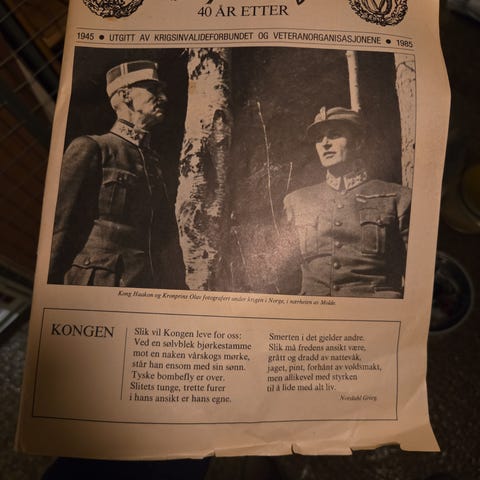 40 ÅR ETTER
1945 • UTGITT AV KRIGSINVALIDEFORBUNDET OG VETERANORGANISASJONENE • 1985
Kong Haakon og Kronprins Olav fotografert under krigen i Norge, i nærheten av Molde.
KONGEN
Slik vil Kongen leve for oss:
Ved en sølvblek bjørkestamme
mot en naken vårskogs mørke,
står han ensom med sin sønn.
Tyske bombefly er over.
Slitets tunge, trette furer
i hans ansikt er hans egne.
Smerten i det gjelder andre.
Slik må fredens ansikt være,
grått og dradd av nattevåk,
jaget, pint, forhånt av voldsmakt,
men allikevel med styrken
til å lide med alt liv.
Nordahl Grieg.